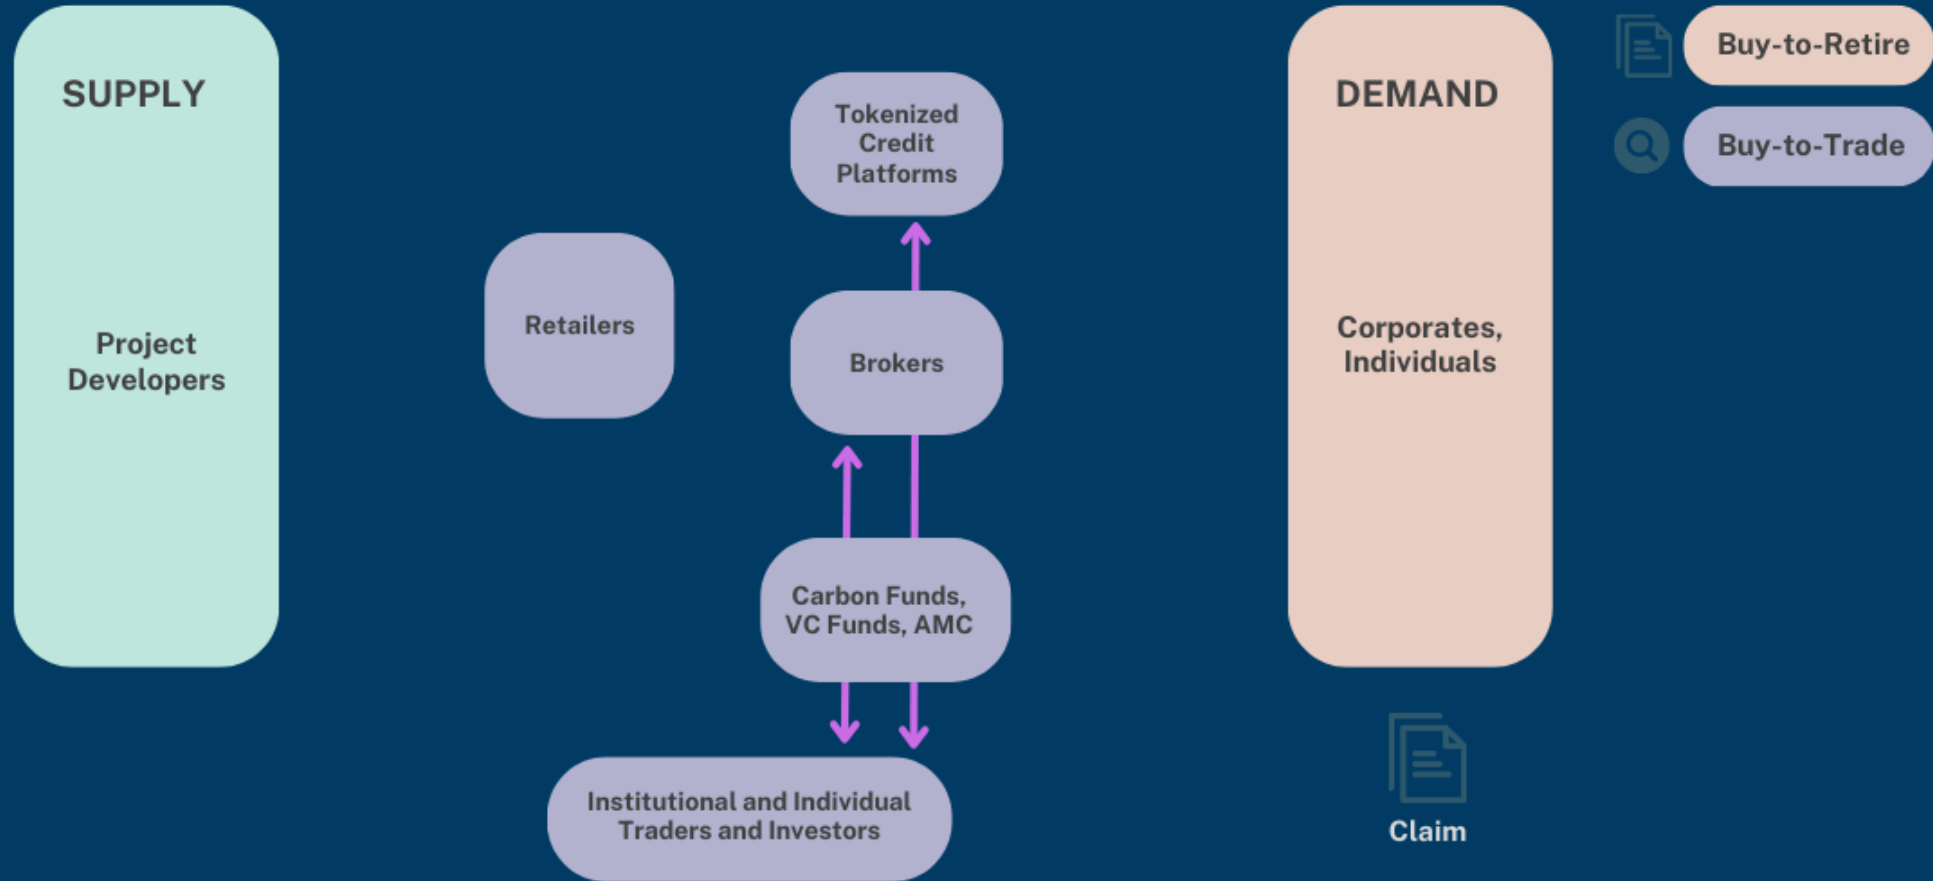 SUPPLY
Project
Developers
Retailers
Tokenized
Credit
Platforms
Brokers
Carbon Funds,
VC Funds, AMC
Institutional and Individual
Traders and Investors
DEMAND
Corporates,
Individuals
Claim
Buy-to-Retire
Buy-to-Trade